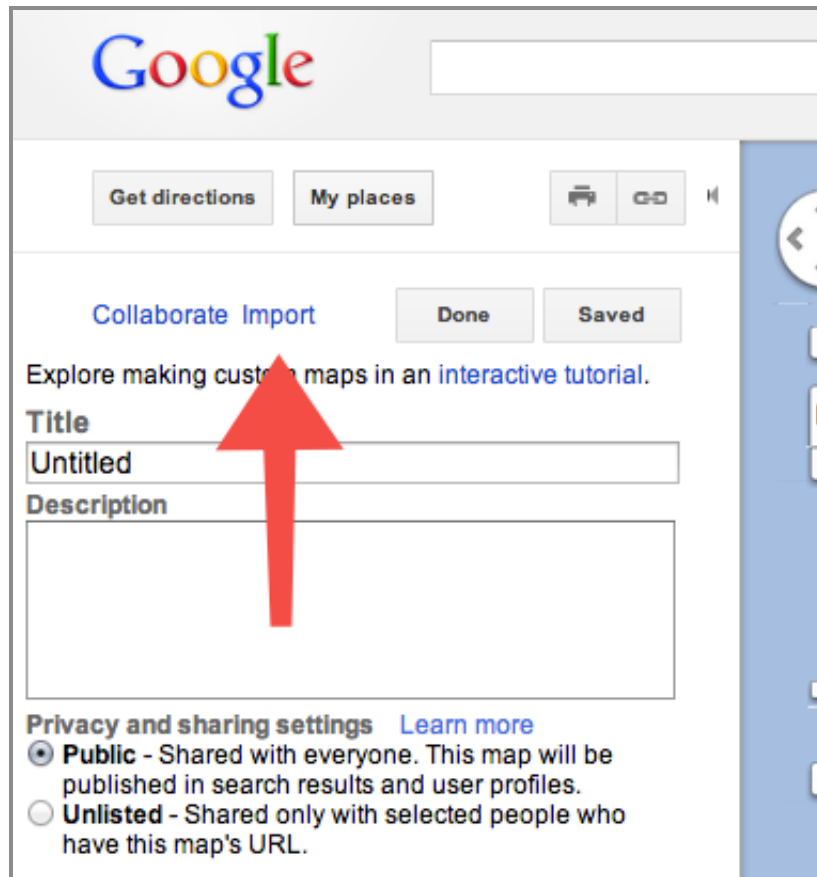 Google
Get directions My places
Collaborate Import Done Saved
Explore making custom maps in an interactive tutorial.
Title
Untitled
Description
Privacy and sharing settings Learn more
Public - Shared with everyone. This map will be
published in search results and user profiles.
Unlisted - Shared only with selected people who
have this map's URL.